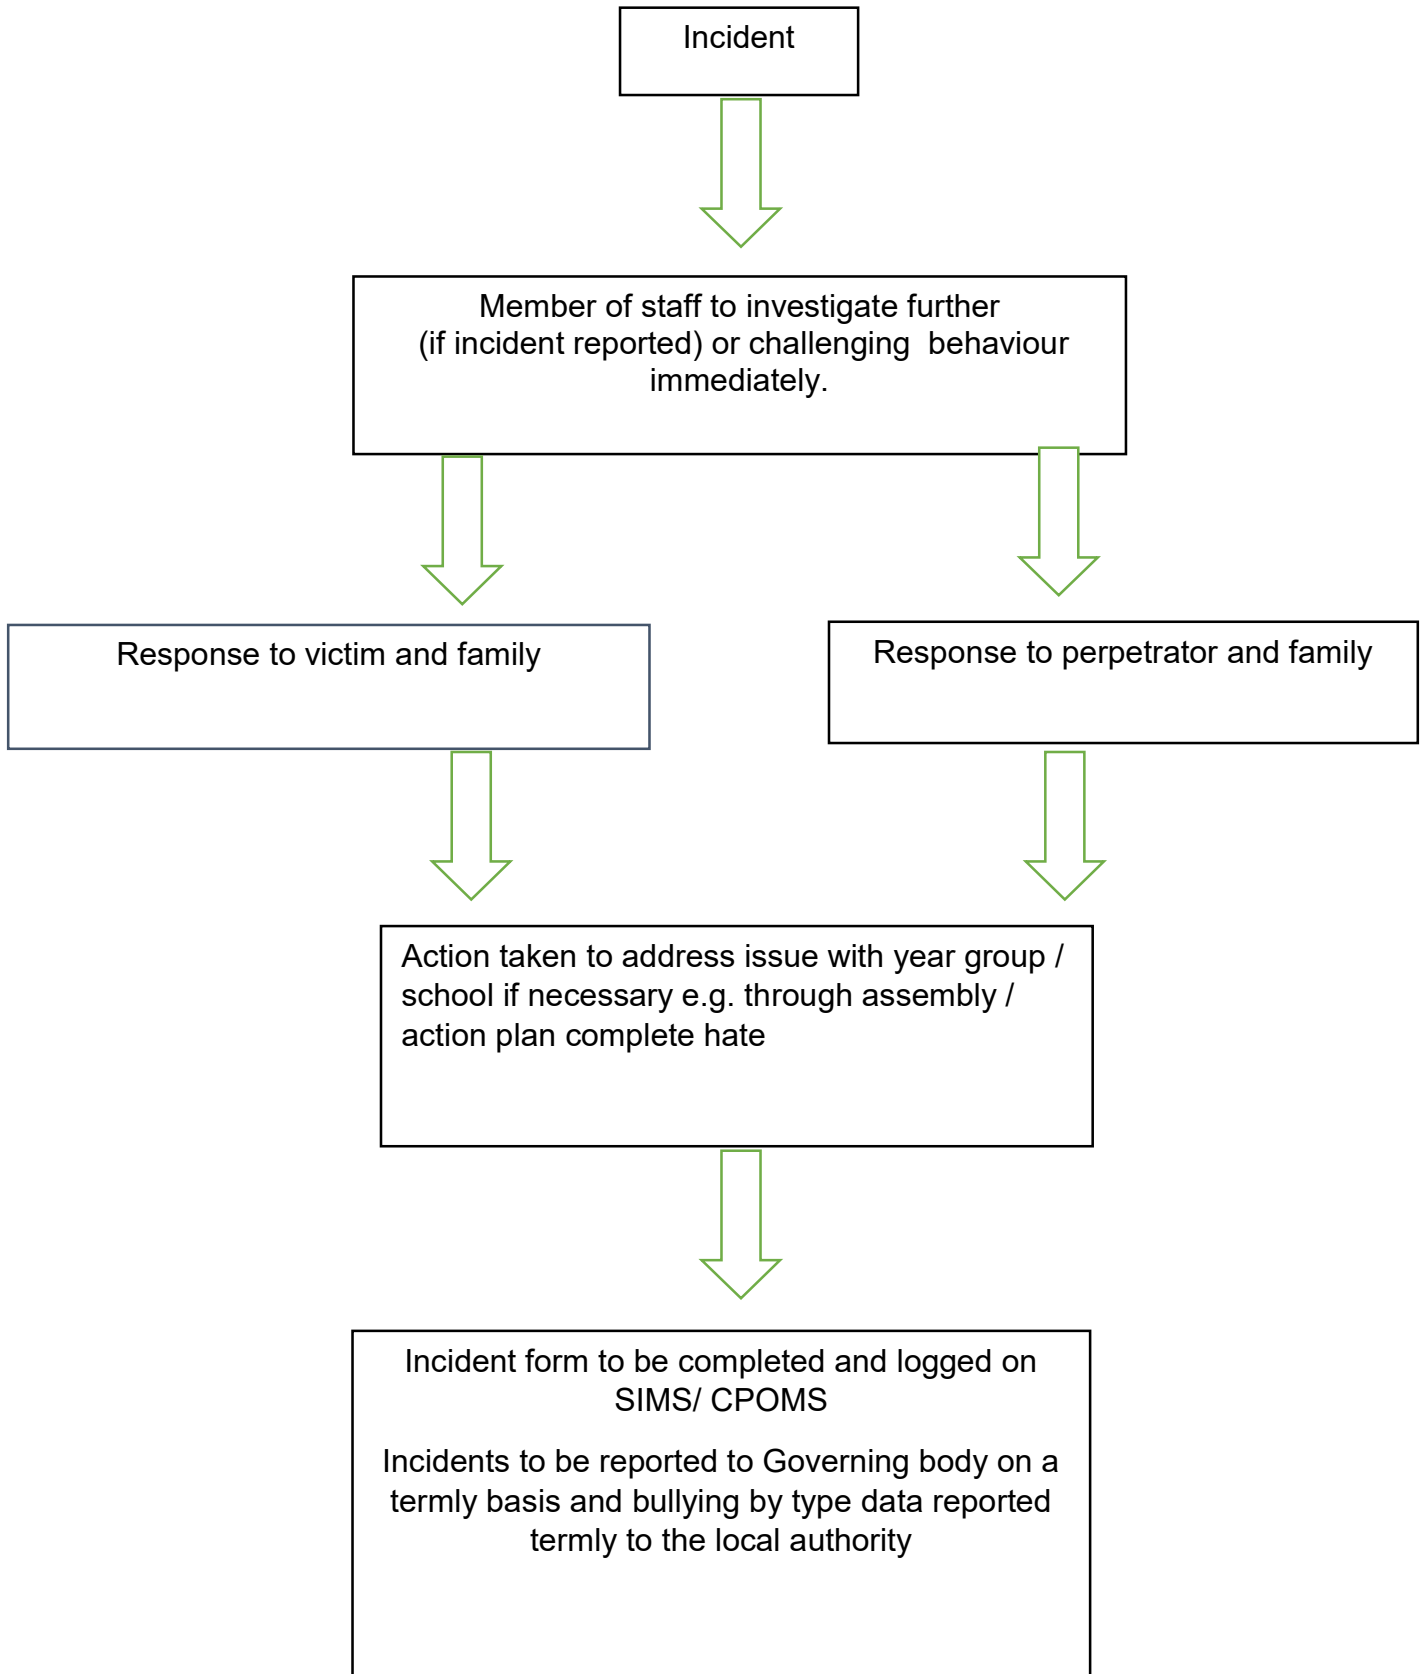 Incident
Member of staff to investigate further
(if incident reported) or challenging  behaviour
immediately.
Response to victim and family
Response to perpetrator and family
Action taken to address issue with year group /
school if necessary e.g. through assembly /
action plan complete hate
Incident form to be completed and logged on
SIMS/ CPOMS
Incidents to be reported to Governing body on a
termly basis and bullying by type data reported
termly to the local authority